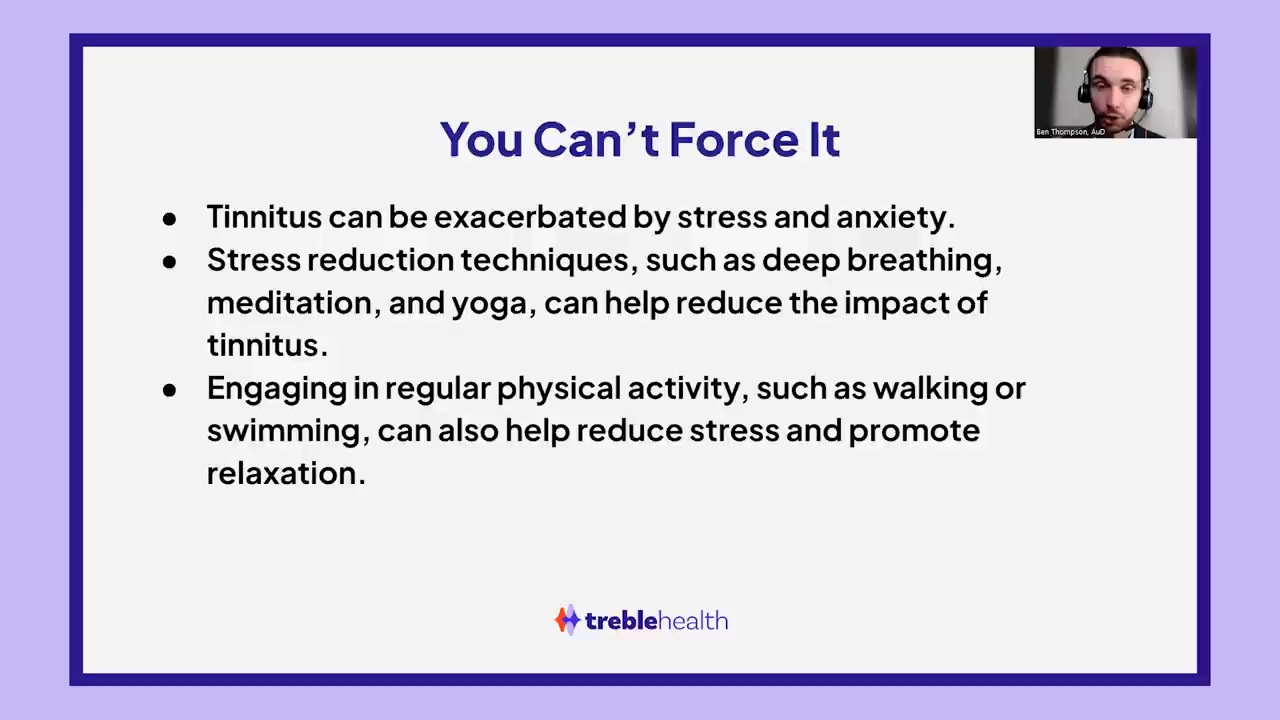 You Can’t Force It
Ben Thompson, AuD
● Tinnitus can be exacerbated by stress and anxiety.
● Stress reduction techniques, such as deep breathing,
meditation, and yoga, can help reduce the impact of
tinnitus.
● Engaging in regular physical activity, such as walking or
swimming, can also help reduce stress and promote
relaxation.
treblehealth